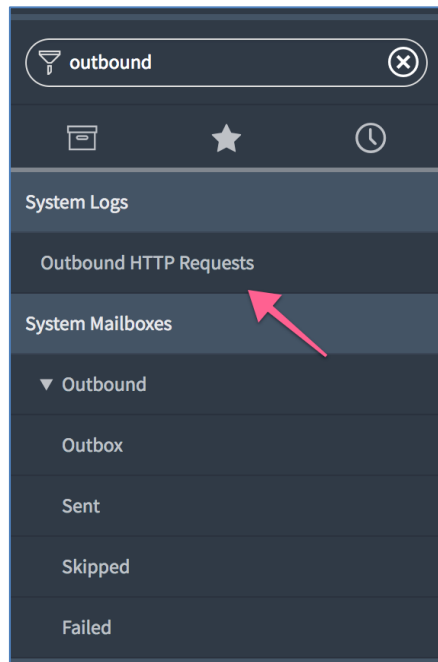 outbound
System Logs
Outbound HTTP Requests
System Mailboxes
Outbound
Outbox
Sent
Skipped
Failed